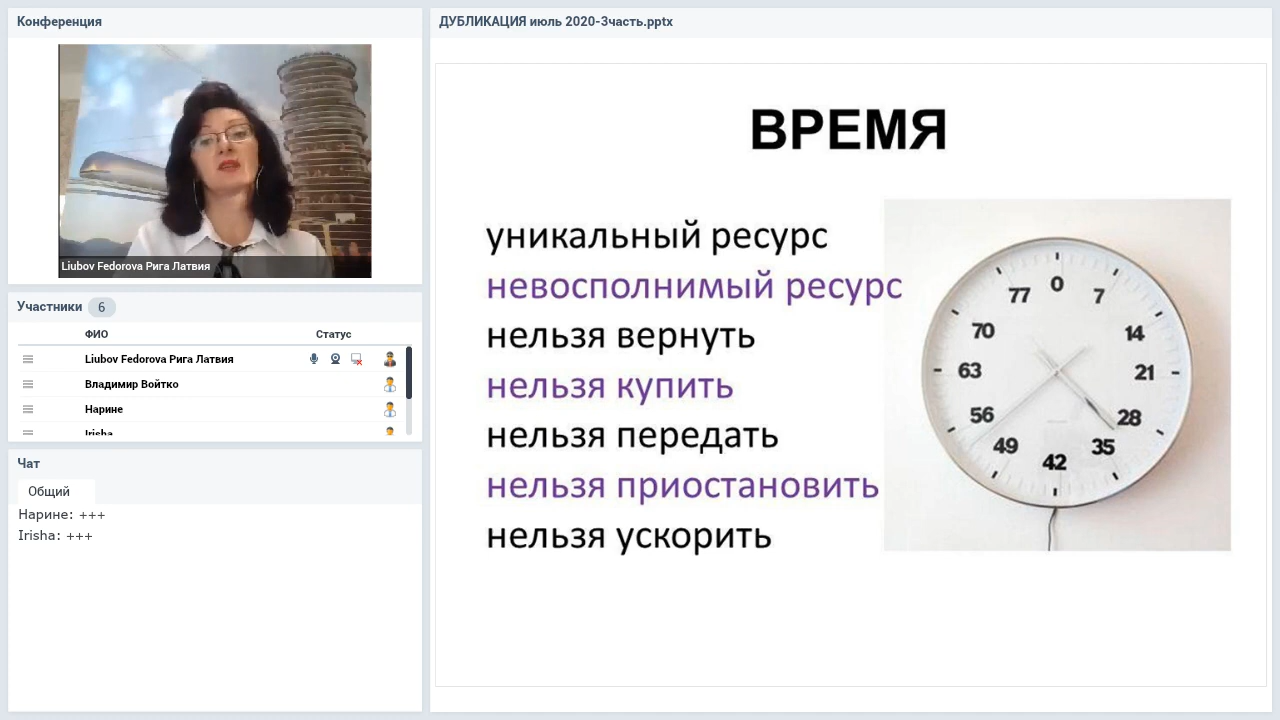 Конференция
Liubov Fedorova Рига Латвия
Участники 6
ФИО Статус
Liubov Fedorova Рига Латвия
Владимир Войтко
Нарине
Irisha
Чат
Общий
Нарине: +++
Irisha: +++
ДУБЛИКАЦИЯ июль 2020-3часть.pptx
ВРЕМЯ
уникальный ресурс
невосполнимый ресурс
нельзя вернуть
нельзя купить
нельзя передать
нельзя приостановить
нельзя ускорить
0
7
14
21
28
35
42
49
56
63
70
77